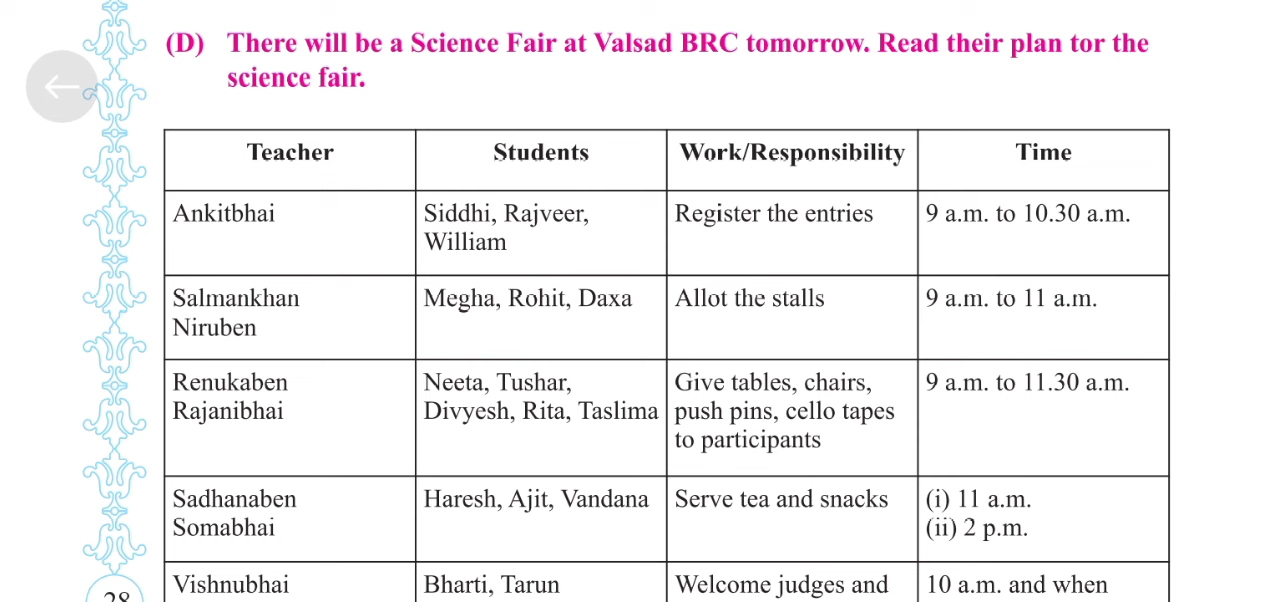 (D) There will be a Science Fair at Valsad BRC tomorrow. Read their plan tor the
science fair.
Teacher Students Work/Responsibility Time
Ankitbhai Siddhi, Rajveer, Register the entries 9 a.m. to 10.30 a.m.
William
Salmankhan Megha, Rohit, Daxa Allot the stalls 9 a.m. to 11 a.m.
Niruben
Renukaben Neeta, Tushar, Give tables, chairs, 9 a.m. to 11.30 a.m.
Rajanibhai Divyesh, Rita, Taslima push pins, cello tapes
to participants
Sadhanaben Haresh, Ajit, Vandana Serve tea and snacks (i) 11 a.m.
Somabhai (ii) 2 p.m.
Vishnubhai Bharti, Tarun Welcome judges and 10 a.m. and when
28